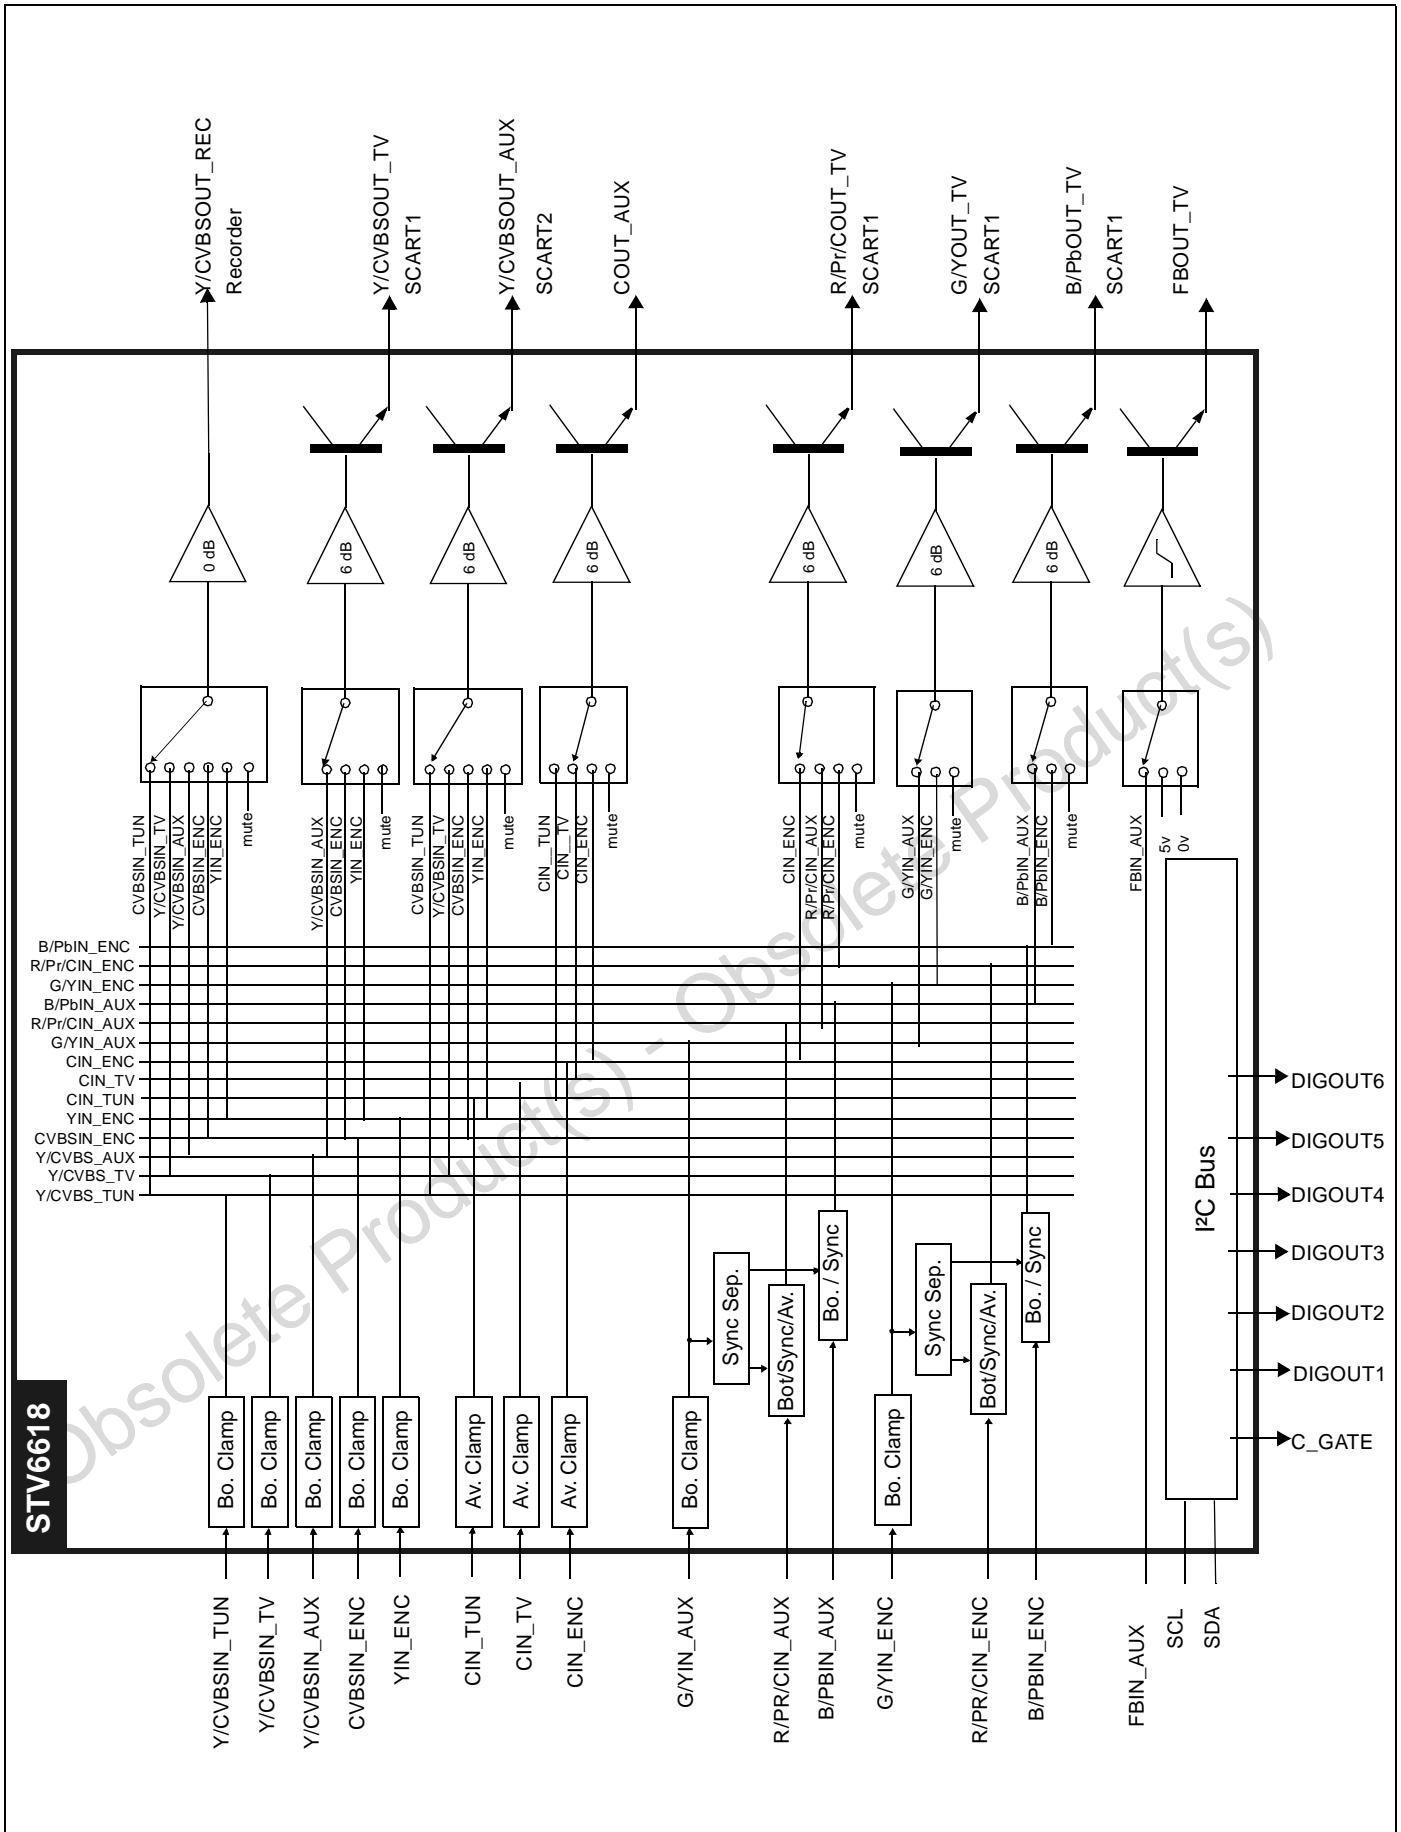 Y/CVBSOUT_REC
Recorder
Y/CVBSOUT_TV
SCART1
Y/CVBSOUT_AUX
SCART2
COUT_AUX
R/Pr/COUT_TV
SCART1
G/YOUT_TV
SCART1
B/PbOUT_TV
SCART1
FBOUT_TV
0 dB
6 dB
6 dB
6 dB
6 dB
6 dB
6 dB
CVBSIN_TUN
Y/CVBSIN_TV
Y/CVBSIN_AUX
CVBSIN_ENC
YIN_ENC
mute
Y/CVBSIN_AUX
CVBSIN_ENC
YIN_ENC
mute
CVBSIN_TUN
Y/CVBSIN_TV
CVBSIN_ENC
YIN_ENC
mute
CIN__TUN
CIN__TV
CIN_ENC
mute
CIN_ENC
R/Pr/CIN_AUX
R/Pr/CIN_ENC
mute
G/YIN_AUX
G/YIN_ENC
mute
B/PbIN_AUX
B/PbIN_ENC
mute
FBIN_AUX
5v
0v
B/PbIN_ENC
R/Pr/CIN_ENC
G/YIN_ENC
B/PbIN_AUX
R/Pr/CIN_AUX
G/YIN_AUX
CIN_ENC
CIN_TV
CIN_TUN
YIN_ENC
CVBSIN_ENC
Y/CVBS_AUX
Y/CVBS_TV
Y/CVBS_TUN
I²C Bus
DIGOUT6
DIGOUT5
DIGOUT4
DIGOUT3
DIGOUT2
DIGOUT1
C_GATE
Sync Sep.
Bot/Sync/Av.
Bo. / Sync
Sync Sep.
Bot/Sync/Av.
Bo. / Sync
STV6618
Bo. Clamp
Bo. Clamp
Bo. Clamp
Bo. Clamp
Bo. Clamp
Av. Clamp
Av. Clamp
Av. Clamp
Bo. Clamp
Bo. Clamp
Y/CVBSIN_TUN
Y/CVBSIN_TV
Y/CVBSIN_AUX
CVBSIN_ENC
YIN_ENC
CIN_TUN
CIN_TV
CIN_ENC
G/YIN_AUX
R/PR/CIN_AUX
B/PBIN_AUX
G/YIN_ENC
R/PR/CIN_ENC
B/PBIN_ENC
FBIN_AUX
SCL
SDA
Obsolete Product(s) - Obsolete Product(s)